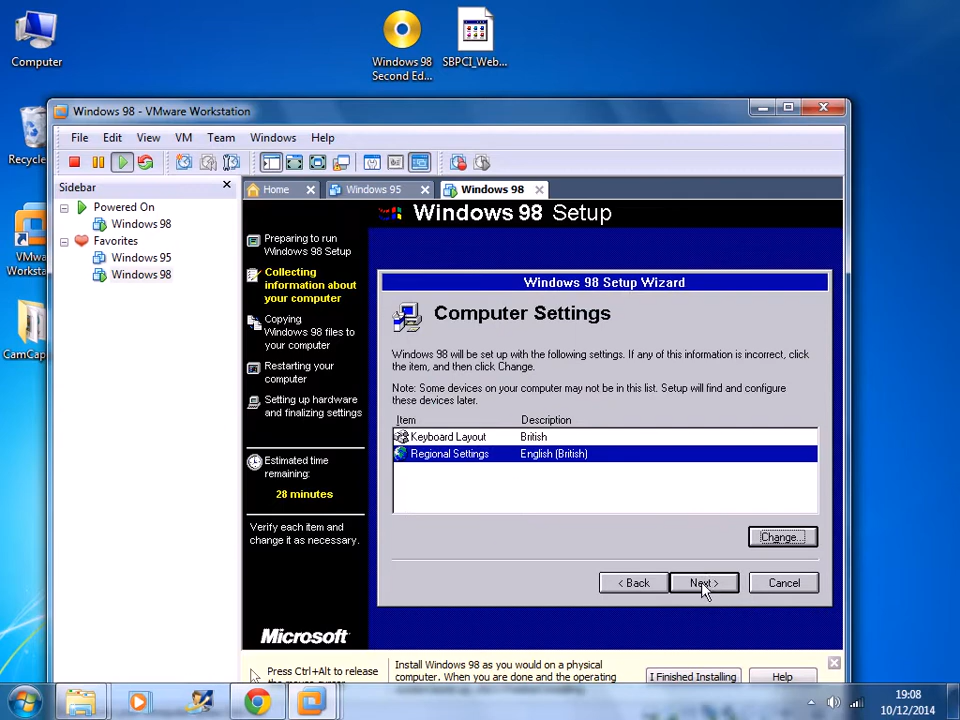 Computer
Windows 98
Second Ed...
SBPCI_Web...
Recycle
Windows 98 - VMware Workstation
File Edit View VM Team Windows Help
Sidebar
Home Windows 95 Windows 98
Powered On
Windows 98
Favorites
Windows 95
Windows 98
VMw
Worksta
CamCap
Windows 98 Setup
Preparing to run
Windows 98 Setup
Collecting
information about
your computer
Copying
Windows 98 files to
your computer
Restarting your
computer
Setting up hardware
and finalizing settings
Estimated time
remaining:
28 minutes
Verify each item and
change it as necessary.
Microsoft
Windows 98 Setup Wizard
Computer Settings
Windows 98 will be set up with the following settings. If any of this information is incorrect, click
the item, and then click Change.
Note: Some devices on your computer may not be in this list. Setup will find and configure
these devices later.
Item Description
Keyboard Layout British
Regional Settings English (British)
Change...
< Back Next > Cancel
Press Ctrl+Alt to release
Install Windows 98 as you would on a physical
computer. When you are done and the operating
I Finished Installing
Help
19:08
10/12/2014